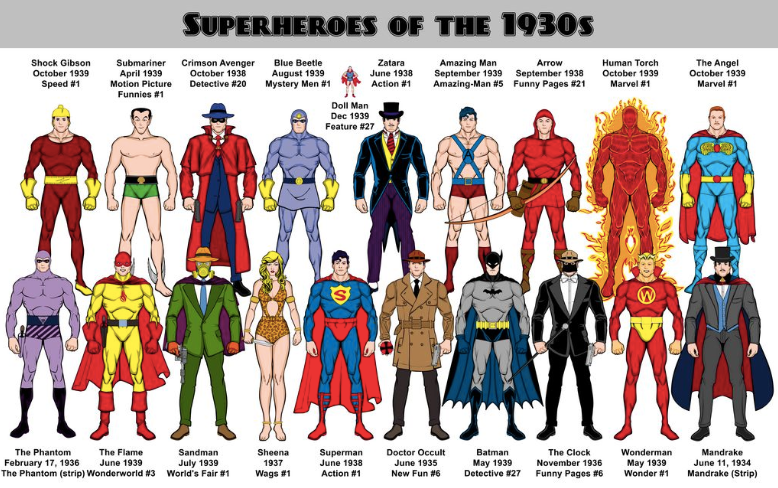 SUPERHEROES OF THE 1930s
Shock Gibson
October 1939
Speed #1
Submariner
April 1939
Motion Picture
Funnies #1
Crimson Avenger
October 1938
Detective #20
Blue Beetle
August 1939
Mystery Men #1
Doll Man
Dec 1939
Feature #27
Zatara
June 1938
Action #1
Amazing Man
September 1939
Amazing-Man #5
Arrow
September 1938
Funny Pages #21
Human Torch
October 1939
Marvel #1
The Angel
October 1939
Marvel #1
S
W
The Phantom
February 17, 1936
The Phantom (strip)
The Flame
June 1939
Wonderworld #3
Sandman
July 1939
World's Fair #1
Sheena
1937
Wags #1
Superman
June 1938
Action #1
Doctor Occult
June 1935
New Fun #6
Batman
May 1939
Detective #27
The Clock
November 1936
Funny Pages #6
Wonderman
May 1939
Wonder #1
Mandrake
June 11, 1934
Mandrake (Strip)